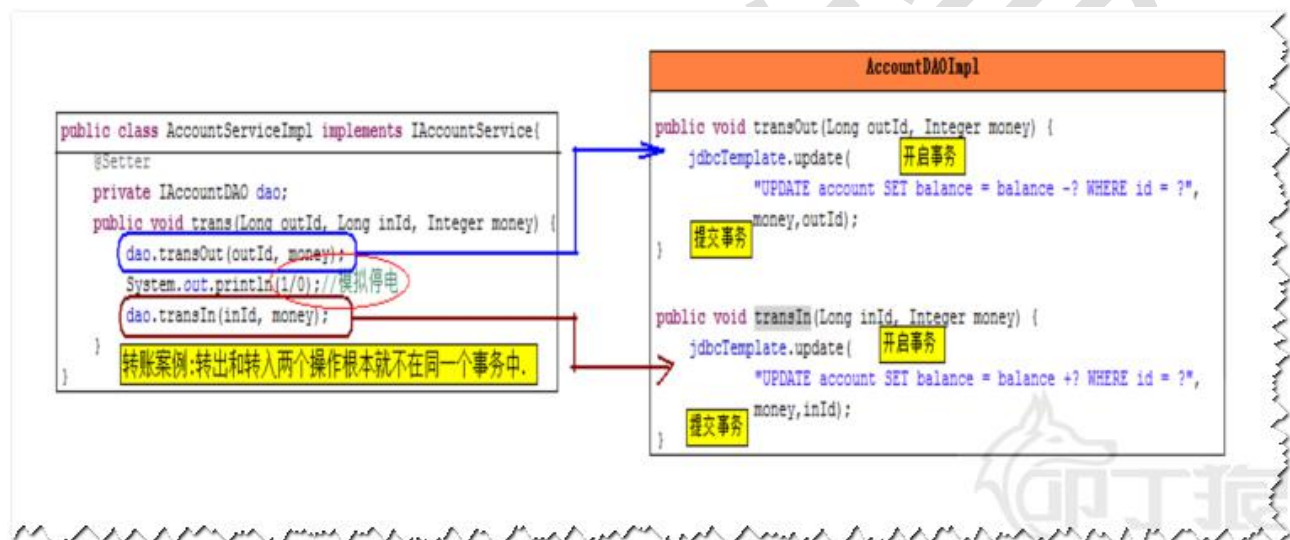 public class AccountServiceImpl implements IAccountService{
@Setter
private IAccountDAO dao;
public void trans(Long outId, Long inId, Integer money) {
dao.transOut(outId, money);
System.out.println(1/0);//模拟停电
dao.transIn(inId, money);
}
转账案例:转出和转入两个操作根本就不在同一个事务中.
}
AccountDAOImpl
public void transOut(Long outId, Integer money) {
jdbcTemplate.update( 开启事务
"UPDATE account SET balance = balance -? WHERE id = ?",
money,outId);
提交事务
}
public void transIn(Long inId, Integer money) {
jdbcTemplate.update( 开启事务
"UPDATE account SET balance = balance +? WHERE id = ?",
money,inId);
提交事务
}
叩丁狼